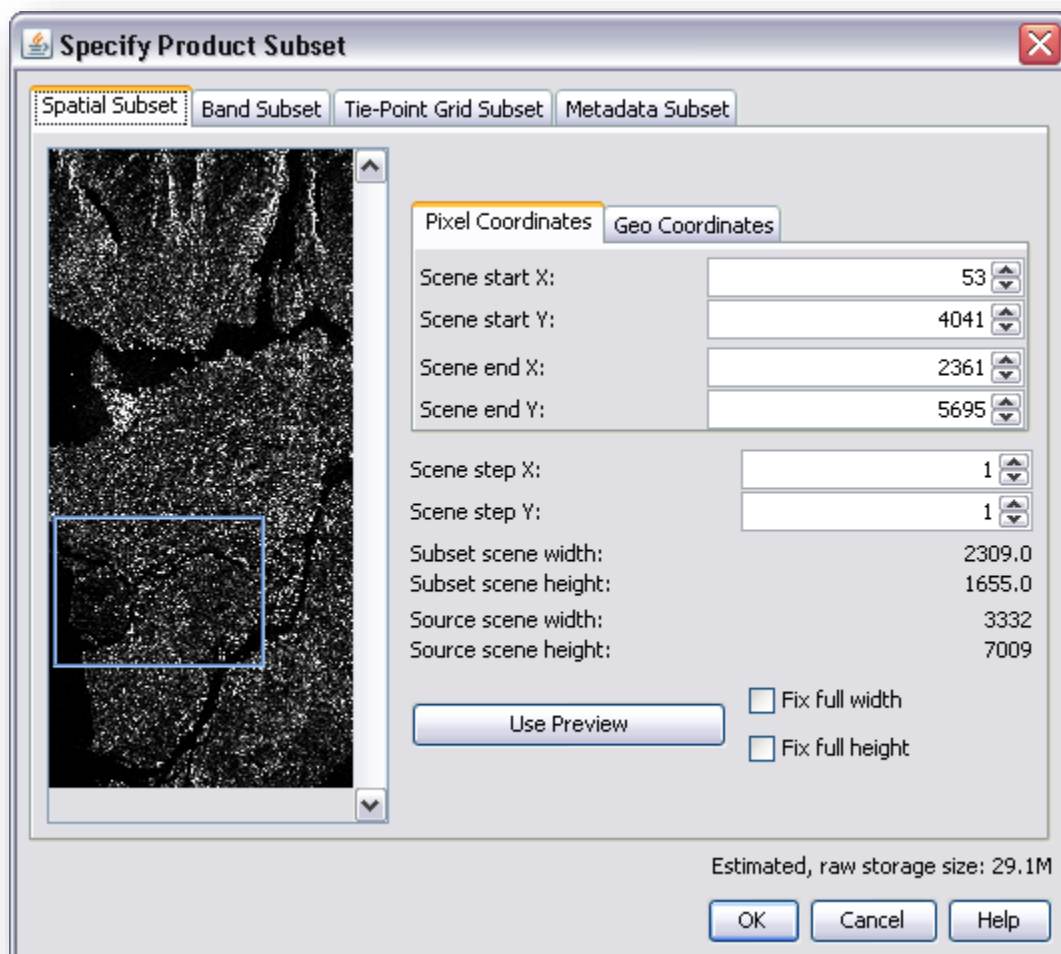 Specify Product Subset
Spatial Subset Band Subset Tie-Point Grid Subset Metadata Subset
Pixel Coordinates Geo Coordinates
Scene start X: 53
Scene start Y: 4041
Scene end X: 2361
Scene end Y: 5695
Scene step X: 1
Scene step Y: 1
Subset scene width: 2309.0
Subset scene height: 1655.0
Source scene width: 3332
Source scene height: 7009
Use Preview
Fix full width
Fix full height
Estimated, raw storage size: 29.1M
OK Cancel Help